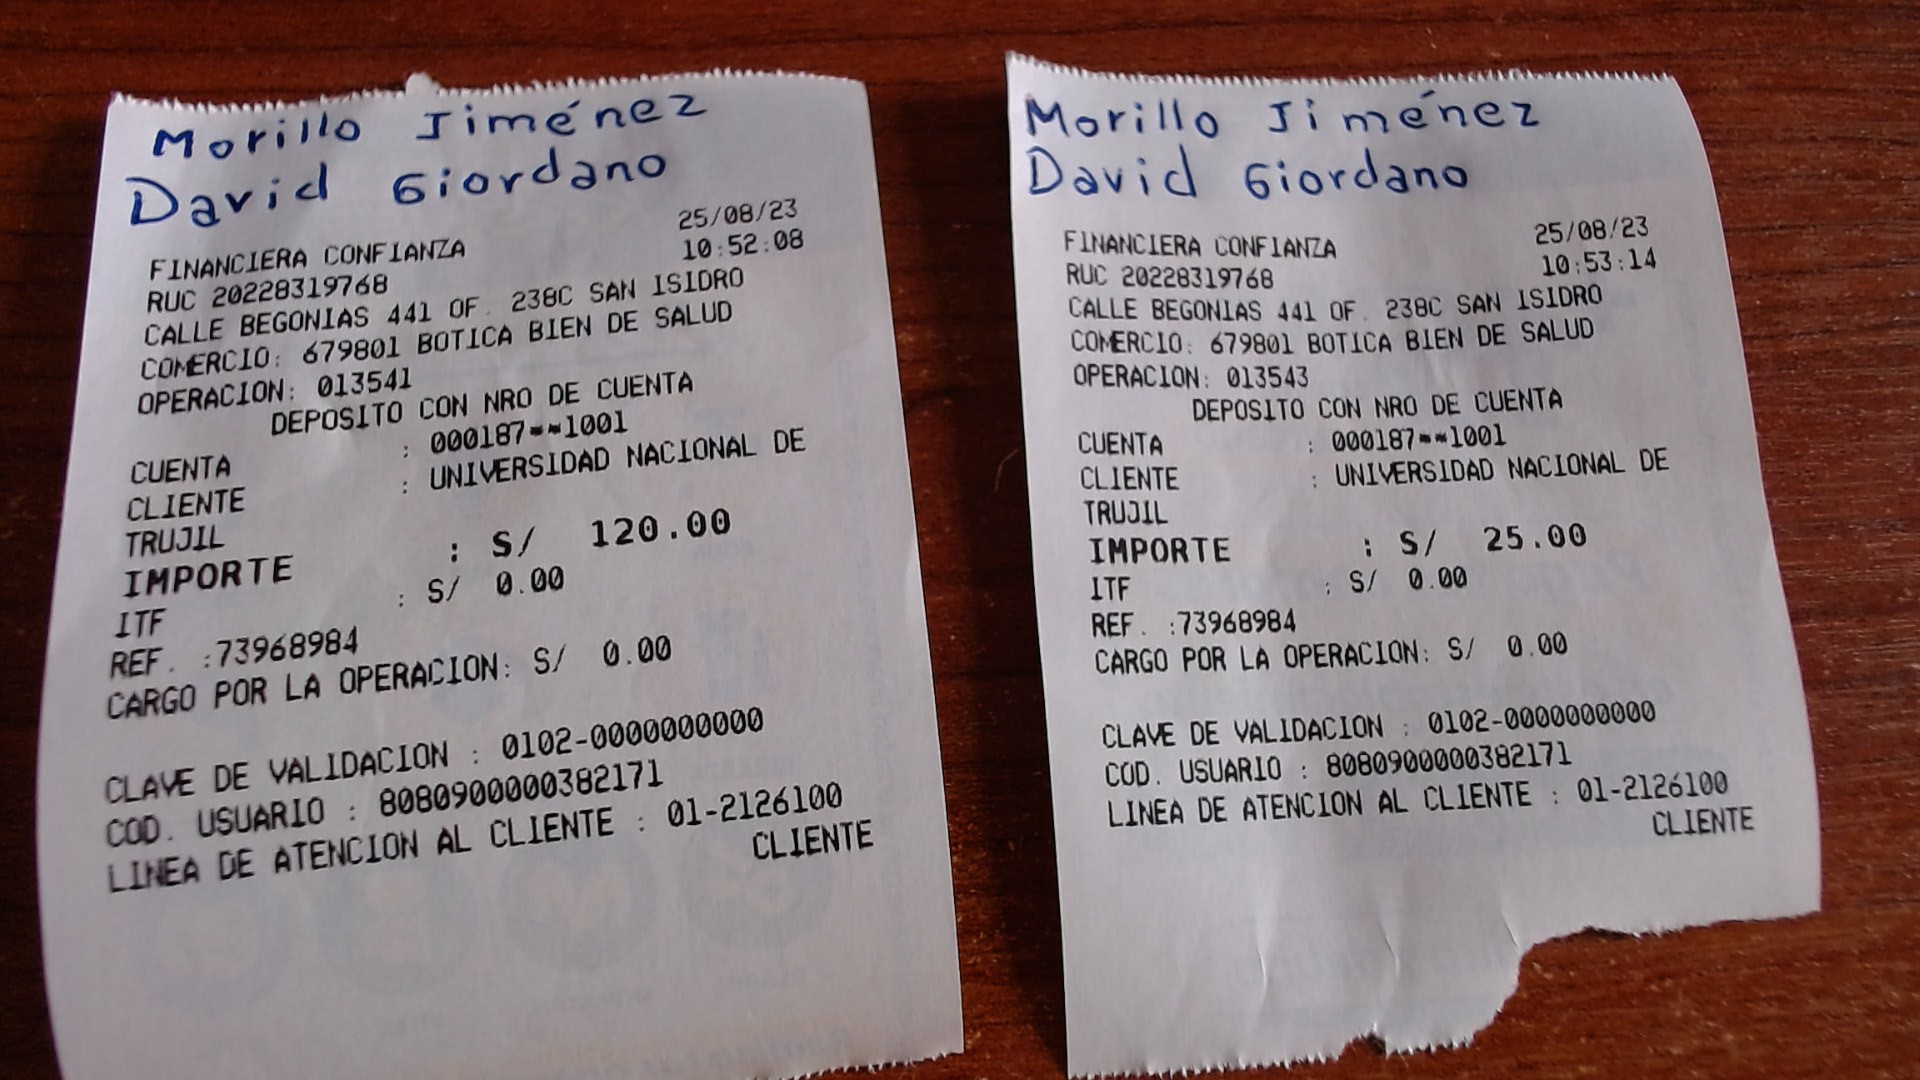 Morillo Jiménez
David Giordano
25/08/23
FINANCIERA CONFIANZA 10:52:08
RUC 20228319768
CALLE BEGONIAS 441 OF. 238C SAN ISIDRO
COMERCIO: 679801 BOTICA BIEN DE SALUD
OPERACION: 013541
DEPOSITO CON NRO DE CUENTA
CUENTA : 000187**1001
CLIENTE : UNIVERSIDAD NACIONAL DE
TRUJIL
IMPORTE : S/ 120.00
ITF : S/ 0.00
REF. :73968984
CARGO POR LA OPERACION: S/ 0.00
CLAVE DE VALIDACION : 0102-0000000000
COD. USUARIO : 8080900000382171
LINEA DE ATENCION AL CLIENTE : 01-2126100
CLIENTE
Morillo Jiménez
David Giordano
25/08/23
FINANCIERA CONFIANZA 10:53:14
RUC 20228319768
CALLE BEGONIAS 441 OF. 238C SAN ISIDRO
COMERCIO: 679801 BOTICA BIEN DE SALUD
OPERACION: 013543
DEPOSITO CON NRO DE CUENTA
CUENTA : 000187**1001
CLIENTE : UNIVERSIDAD NACIONAL DE
TRUJIL
IMPORTE : S/ 25.00
ITF : S/ 0.00
REF. :73968984
CARGO POR LA OPERACION: S/ 0.00
CLAVE DE VALIDACION : 0102-0000000000
COD. USUARIO : 8080900000382171
LINEA DE ATENCION AL CLIENTE : 01-2126100
CLIENTE